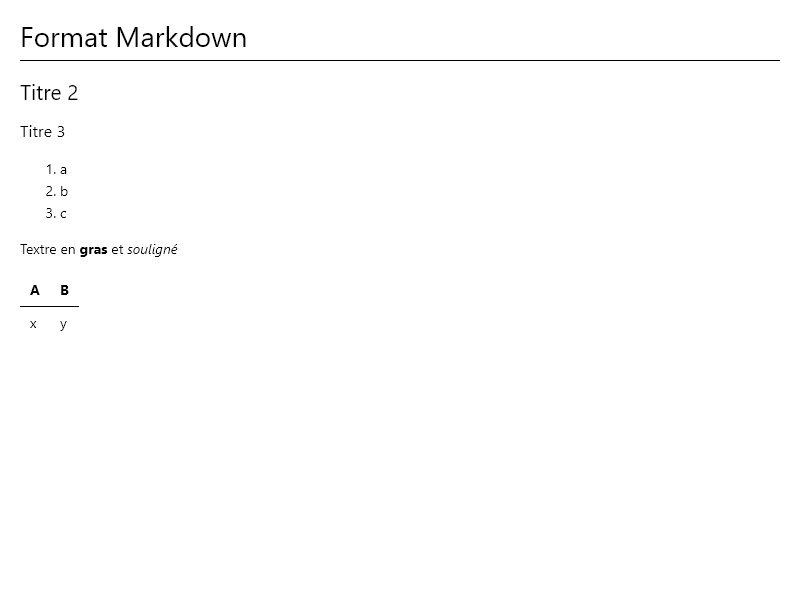 Format Markdown
Titre 2
Titre 3
1. a
2. b
3. c
Textre en gras et souligné
A B
x y